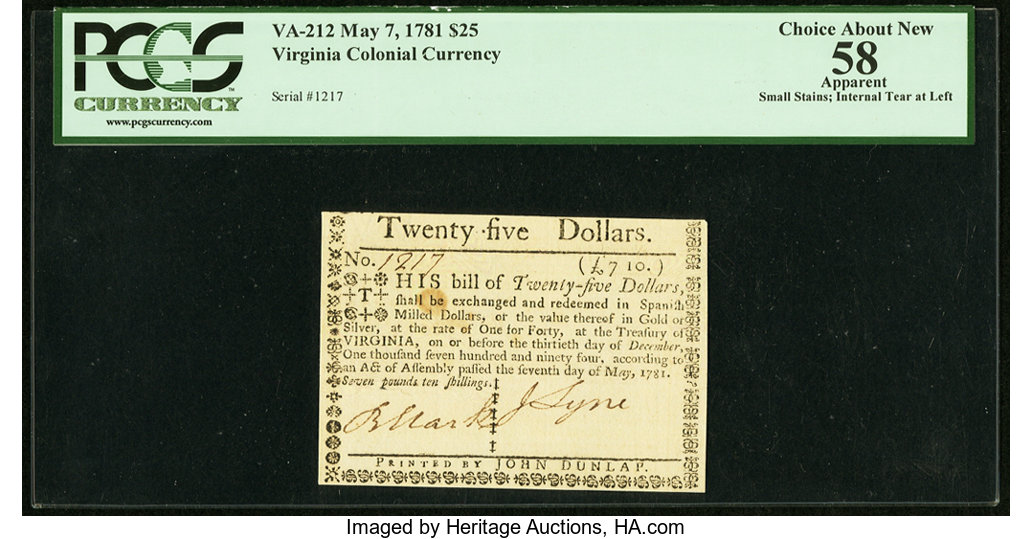 PCGS
CURRENCY
TM
www.pcgscurrency.com
VA-212 May 7, 1781 $25
Virginia Colonial Currency
Serial #1217
Choice About New
58
Apparent
Small Stains; Internal Tear at Left
Twenty five Dollars.
No. 1217 (£7 10.)
THIS bill of Twenty-five Dollars,
ſhall be exchanged and redeemed in Spaniſh
Milled Dollars, or the value thereof in Gold or
Silver, at the rate of One for Forty, at the Treaſury of
VIRGINIA, on or before the thirtieth day of December,
One thouſand ſeven hundred and ninety four, according to
an Act of Aſſembly paſſed the ſeventh day of May, 1781.
Seven pounds ten ſhillings.
B Stark J Lyne
PRINTED BY JOHN DUNLAP.
Imaged by Heritage Auctions, HA.com